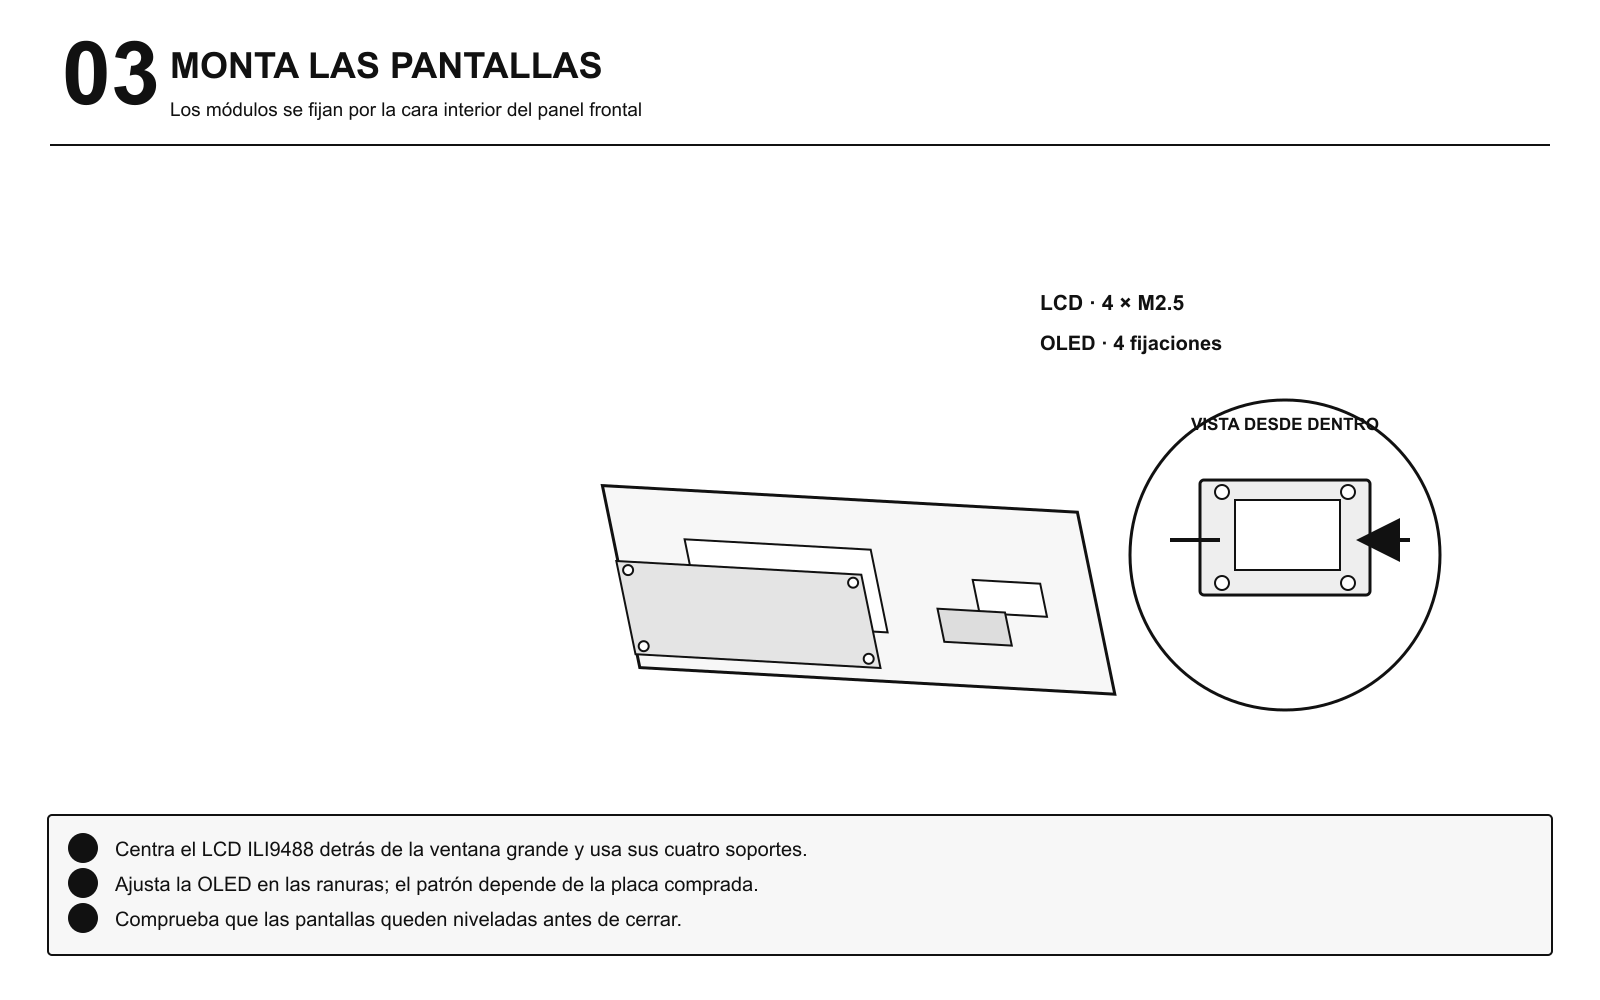 03 MONTA LAS PANTALLAS
Los módulos se fijan por la cara interior del panel frontal
LCD · 4 × M2.5
OLED · 4 fijaciones
VISTA DESDE DENTRO
Centra el LCD ILI9488 detrás de la ventana grande y usa sus cuatro soportes.
Ajusta la OLED en las ranuras; el patrón depende de la placa comprada.
Comprueba que las pantallas queden niveladas antes de cerrar.